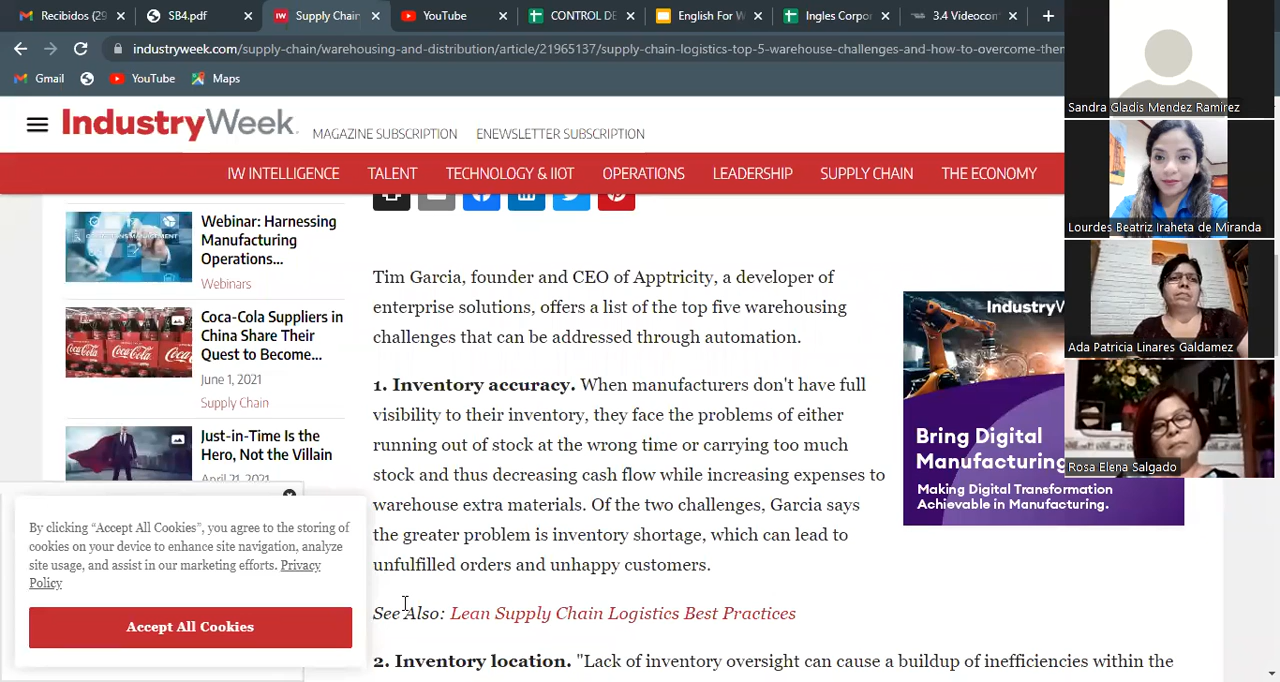 Recibidos (29
SB4.pdf
Supply Chain
YouTube
CONTROL DE
English For W
Ingles Corpor
3.4 Videocon
industryweek.com/supply-chain/warehousing-and-distribution/article/21965137/supply-chain-logistics-top-5-warehouse-challenges-and-how-to-overcome-them
Gmail
YouTube
Maps
IndustryWeek.
MAGAZINE SUBSCRIPTION
ENEWSLETTER SUBSCRIPTION
IW INTELLIGENCE
TALENT
TECHNOLOGY & IIOT
OPERATIONS
LEADERSHIP
SUPPLY CHAIN
THE ECONOMY
Webinar: Harnessing
Manufacturing
Operations...
Webinars
Coca-Cola Suppliers in
China Share Their
Quest to Become...
June 1, 2021
Supply Chain
Just-in-Time Is the
Hero, Not the Villain
April 21, 2021
By clicking “Accept All Cookies”, you agree to the storing of
cookies on your device to enhance site navigation, analyze
site usage, and assist in our marketing efforts. Privacy
Policy
Accept All Cookies
Tim Garcia, founder and CEO of Apptricity, a developer of
enterprise solutions, offers a list of the top five warehousing
challenges that can be addressed through automation.
1. Inventory accuracy. When manufacturers don't have full
visibility to their inventory, they face the problems of either
running out of stock at the wrong time or carrying too much
stock and thus decreasing cash flow while increasing expenses to
warehouse extra materials. Of the two challenges, Garcia says
the greater problem is inventory shortage, which can lead to
unfulfilled orders and unhappy customers.
See Also: Lean Supply Chain Logistics Best Practices
2. Inventory location. "Lack of inventory oversight can cause a buildup of inefficiencies within the
IndustryW
Bring Digital
Manufacturing
Making Digital Transformation
Achievable in Manufacturing.
Sandra Gladis Mendez Ramirez
Lourdes Beatriz Iraheta de Miranda
Ada Patricia Linares Galdamez
Rosa Elena Salgado